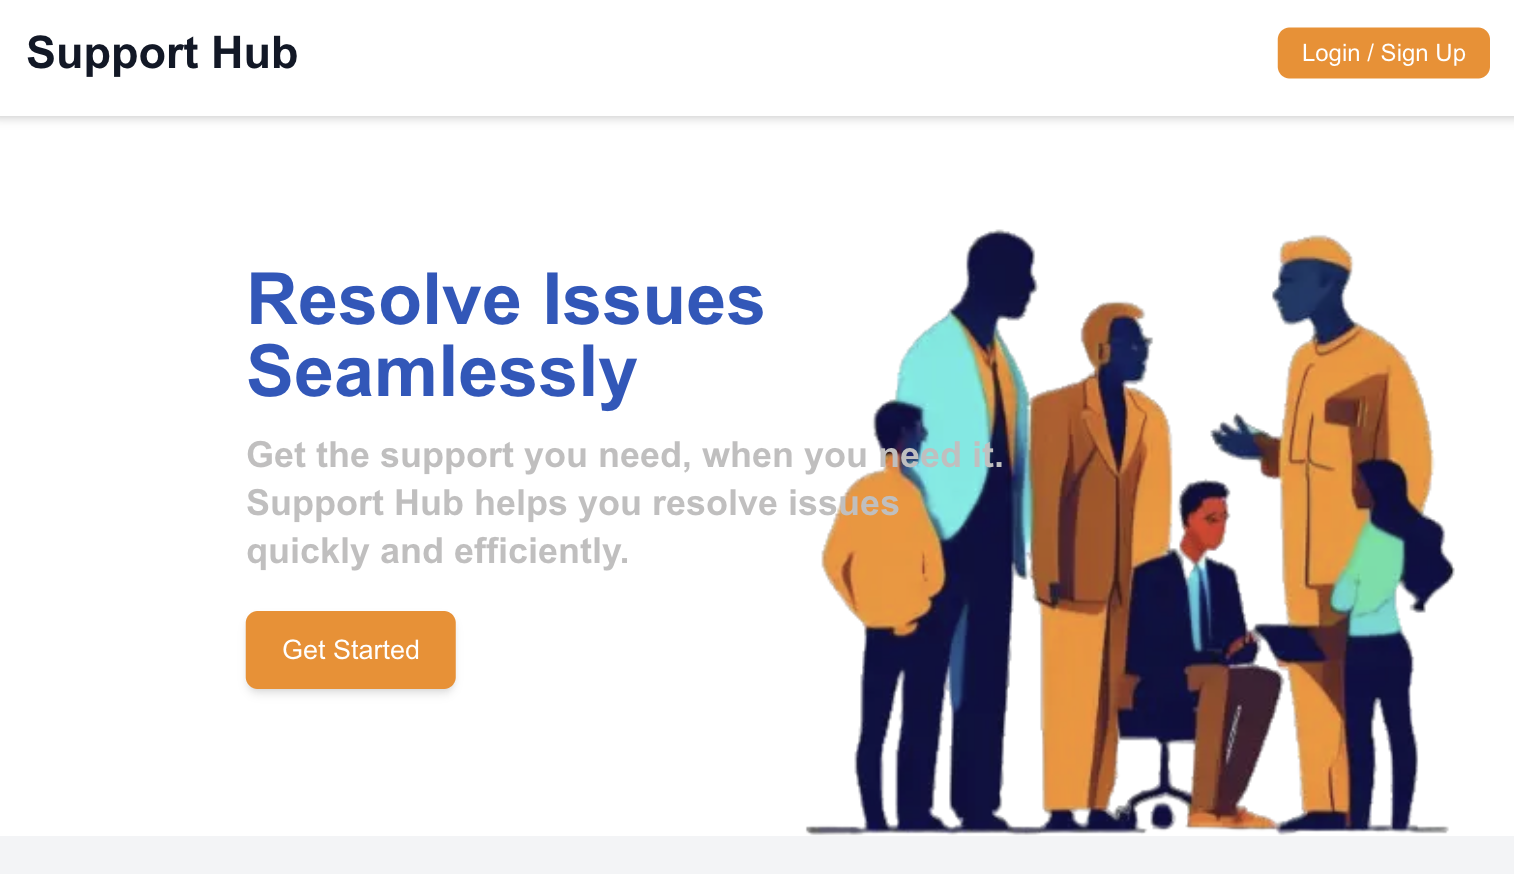 Support Hub
Login / Sign Up
Resolve Issues
Seamlessly
Get the support you need, when you need it.
Support Hub helps you resolve issues
quickly and efficiently.
Get Started